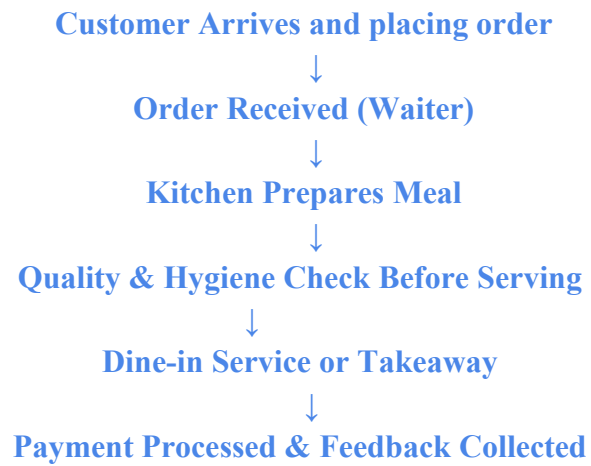 Customer Arrives and placing order
↓
Order Received (Waiter)
↓
Kitchen Prepares Meal
↓
Quality & Hygiene Check Before Serving
↓
Dine-in Service or Takeaway
↓
Payment Processed & Feedback Collected